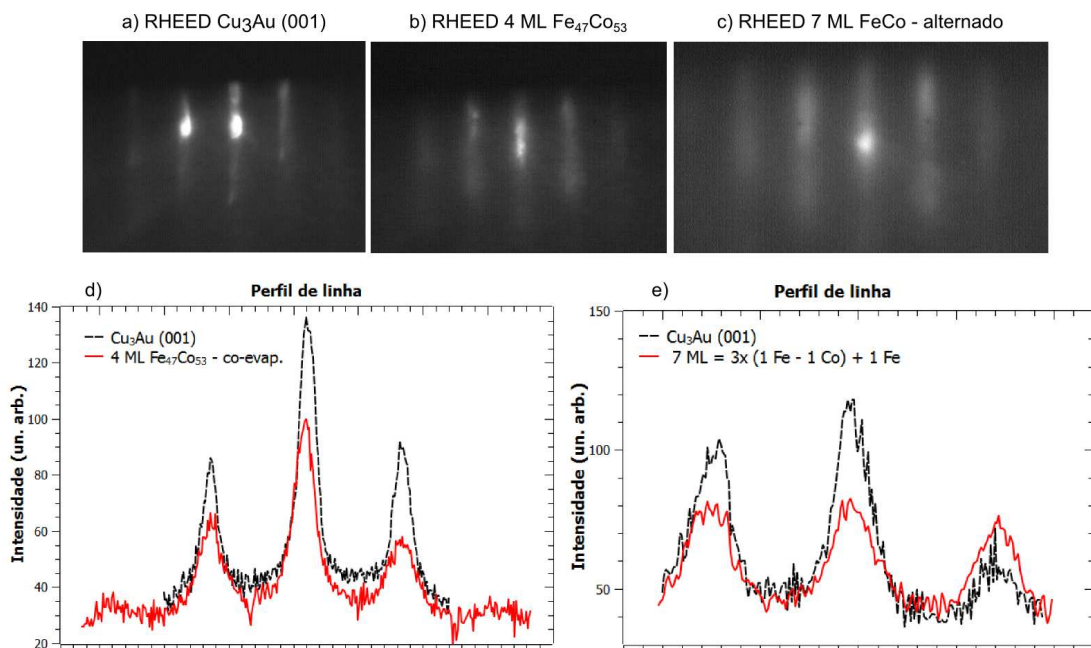 a) RHEED Cu₃Au (001)
b) RHEED 4 ML Fe₄₇Co₅₃
c) RHEED 7 ML FeCo - alternado
d)
Perfil de linha
140
120
100
80
60
40
20
Intensidade (un. arb.)
Cu₃Au (001)
4 ML Fe₄₇Co₅₃ - co-evap.
e)
Perfil de linha
150
100
50
Intensidade (un. arb.)
Cu₃Au (001)
7 ML = 3x (1 Fe - 1 Co) + 1 Fe